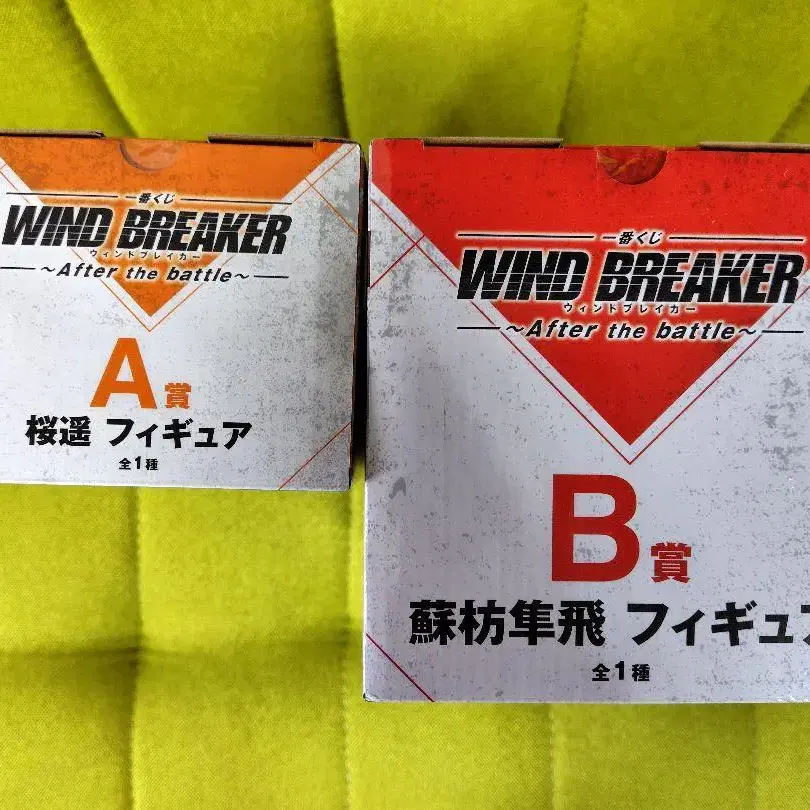 一番くじ
WIND BREAKER
ウィンドブレイカー
～After the battle～
A賞
桜遥 フィギュア
全1種
一番くじ
WIND BREAKER
ウィンドブレイカー
～After the battle～
B賞
蘇枋隼飛 フィギュア
全1種